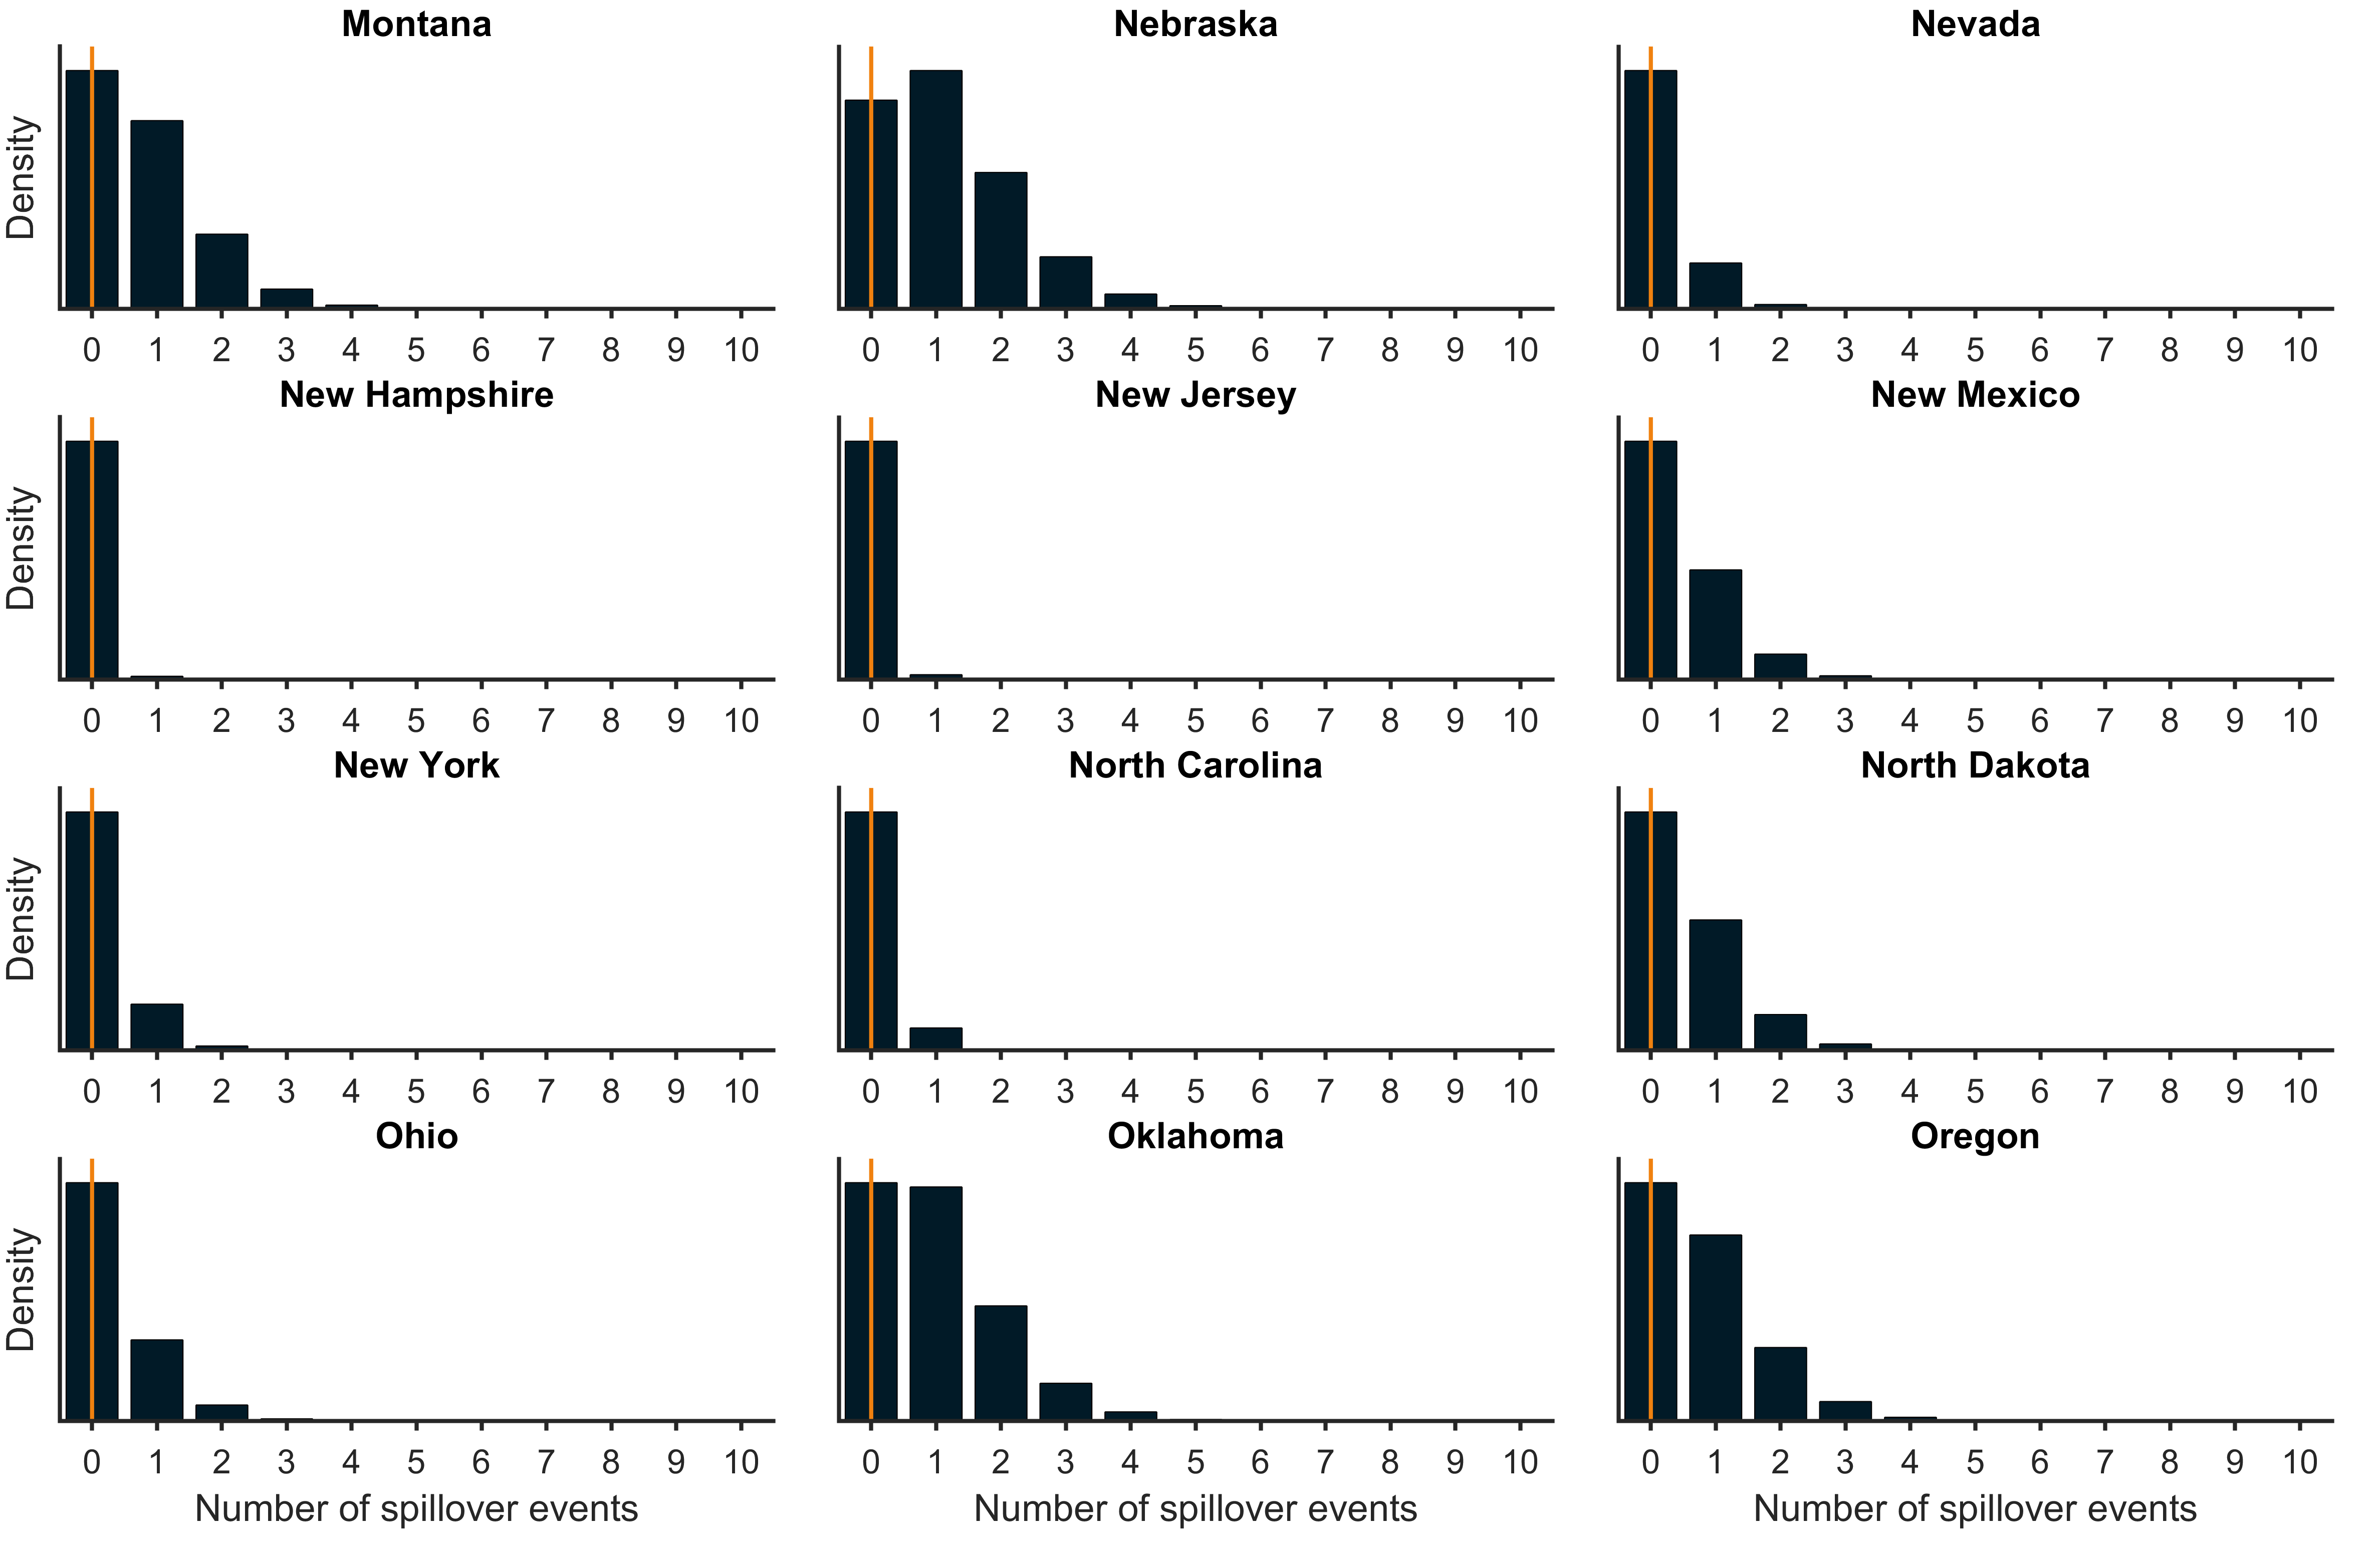 Montana Nebraska Nevada
Density
0 1 2 3 4 5 6 7 8 9 10 0 1 2 3 4 5 6 7 8 9 10 0 1 2 3 4 5 6 7 8 9 10
New Hampshire New Jersey New Mexico
Density
0 1 2 3 4 5 6 7 8 9 10 0 1 2 3 4 5 6 7 8 9 10 0 1 2 3 4 5 6 7 8 9 10
New York North Carolina North Dakota
Density
0 1 2 3 4 5 6 7 8 9 10 0 1 2 3 4 5 6 7 8 9 10 0 1 2 3 4 5 6 7 8 9 10
Ohio Oklahoma Oregon
Density
0 1 2 3 4 5 6 7 8 9 10 0 1 2 3 4 5 6 7 8 9 10 0 1 2 3 4 5 6 7 8 9 10
Number of spillover events Number of spillover events Number of spillover events